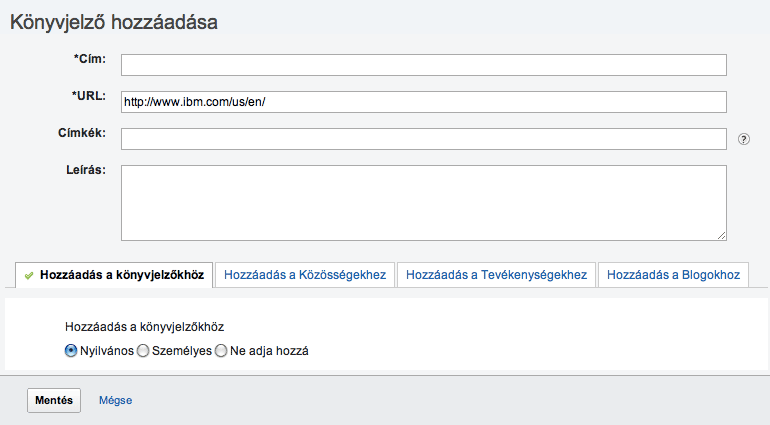 Könyvjelző hozzáadása
*Cím:
*URL: http://www.ibm.com/us/en/
Címkék: ?
Leírás:
Hozzáadás a könyvjelzőkhöz Hozzáadás a Közösségekhez Hozzáadás a Tevékenységekhez Hozzáadás a Blogokhoz
Hozzáadás a könyvjelzőkhöz
Nyilvános Személyes Ne adja hozzá
Mentés Mégse